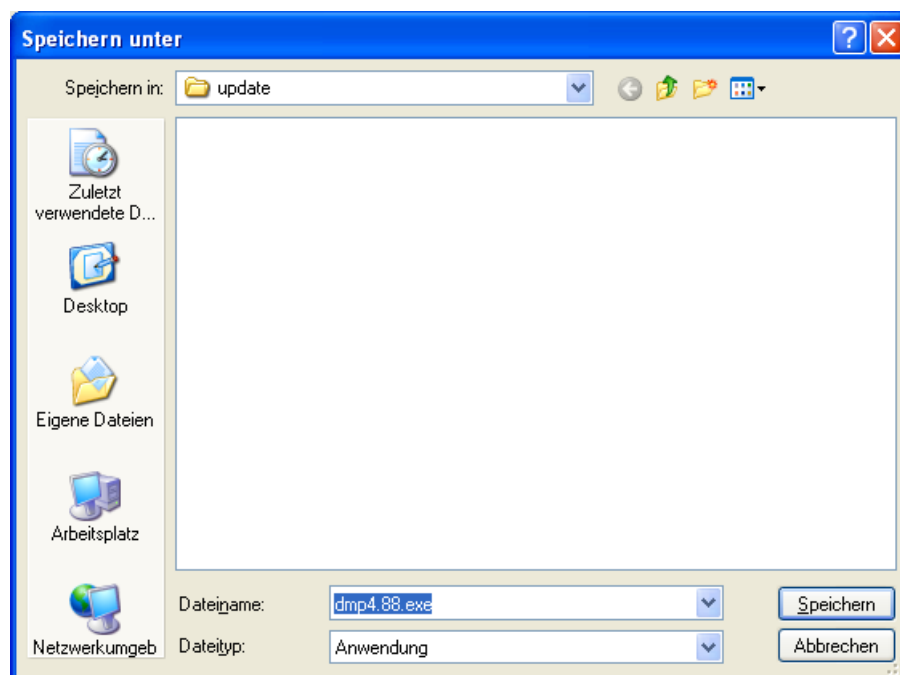 Speichern unter
Speichern in: update
Zuletzt
verwendete D...
Desktop
Eigene Dateien
Arbeitsplatz
Netzwerkumgeb
Dateiname: dmp4.88.exe Speichern
Dateityp: Anwendung Abbrechen